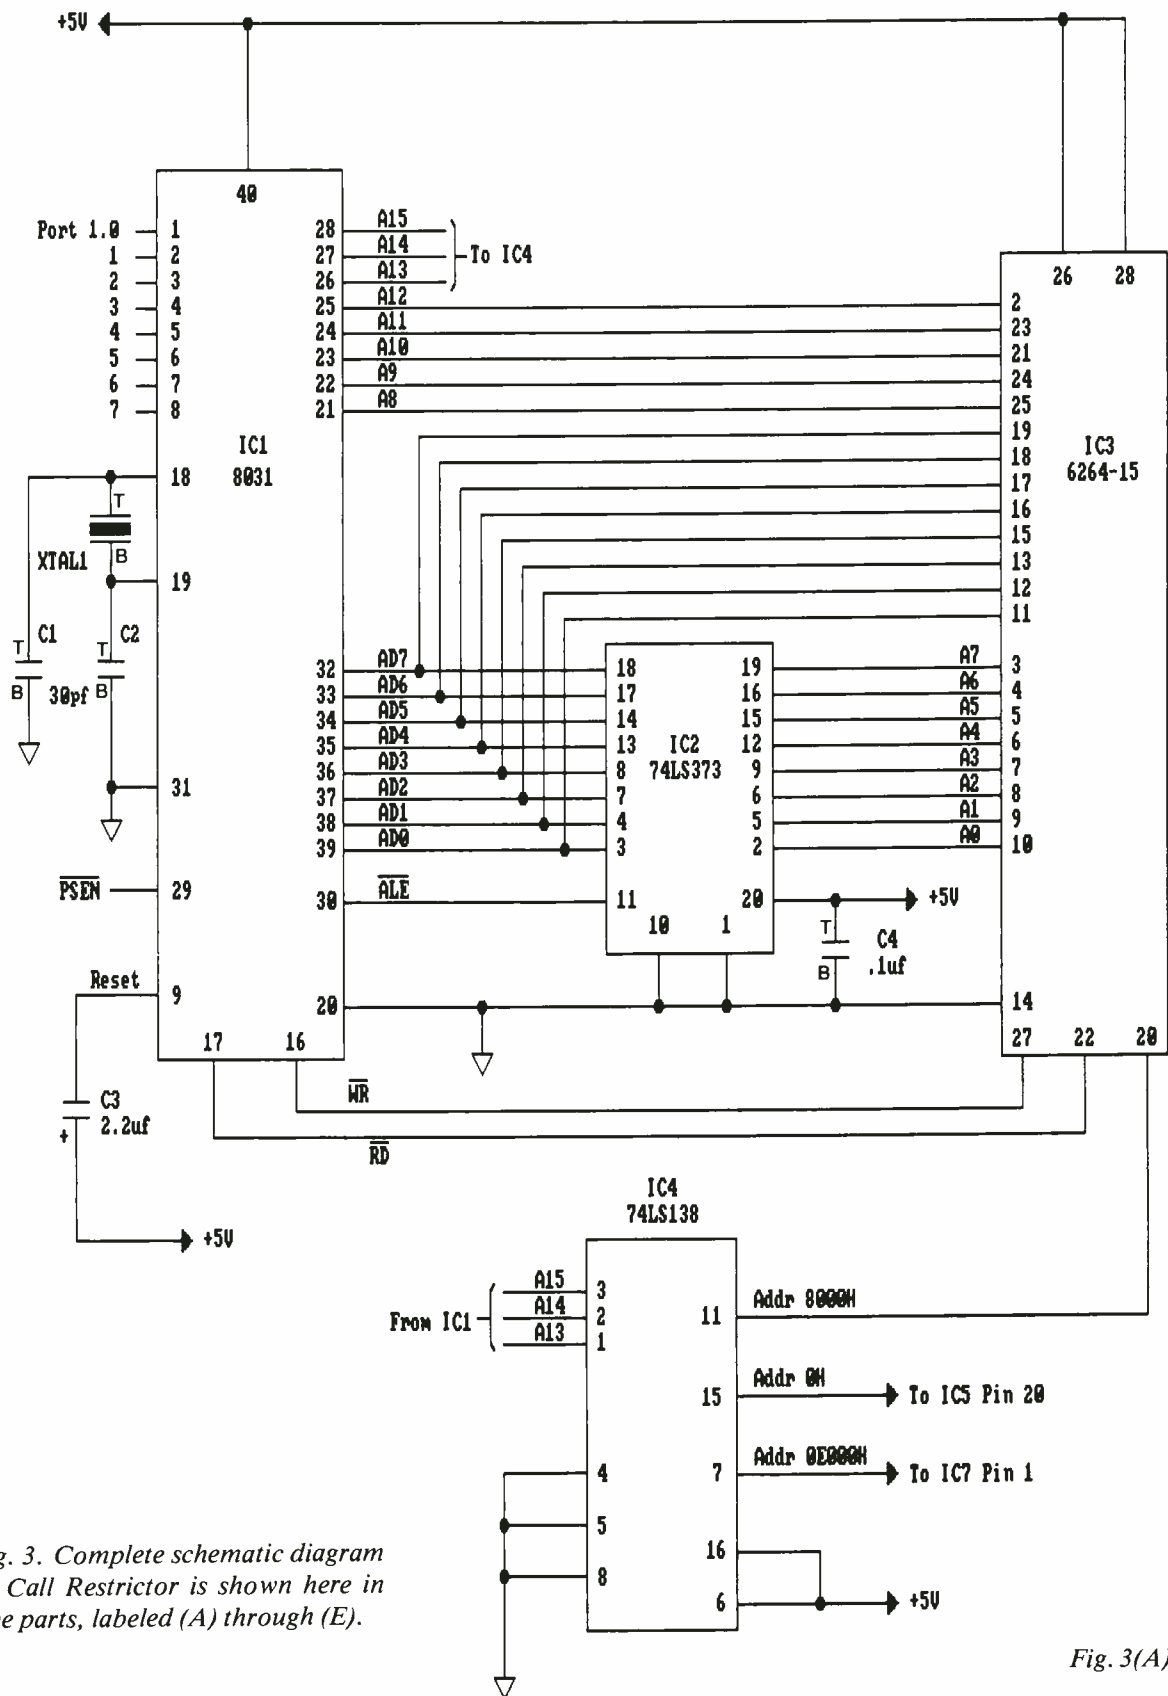 +5V
40
Port 1.0
1
2
3
4
5
6
7
1
2
3
4
5
6
7
8
28
27
26
25
24
23
22
21
A15
A14
A13
A12
A11
A10
A9
A8
To IC4
IC1
8031
18
19
31
29
9
T
B
XTAL1
T
C1
B
30pf
T
C2
B
PSEN
Reset
32
33
34
35
36
37
38
39
30
20
AD7
AD6
AD5
AD4
AD3
AD2
AD1
AD0
ALE
17
16
C3
2.2uf
+
+5V
WR
RD
18
17
14
13
8
7
4
3
11
IC2
74LS373
19
16
15
12
9
6
5
2
20
10
1
A7
A6
A5
A4
A3
A2
A1
A0
+5V
T
C4
.1uf
B
26
28
2
23
21
24
25
19
18
17
16
15
13
12
11
IC3
6264-15
3
4
5
6
7
8
9
10
14
27
22
20
IC4
74LS138
From IC1
A15
A14
A13
3
2
1
4
5
8
11
15
7
16
6
Addr 8000H
Addr 0H
To IC5 Pin 20
Addr 0E000H
To IC7 Pin 1
+5V
g. 3. Complete schematic diagram
Call Restrictor is shown here in
e parts, labeled (A) through (E).
Fig. 3(A)